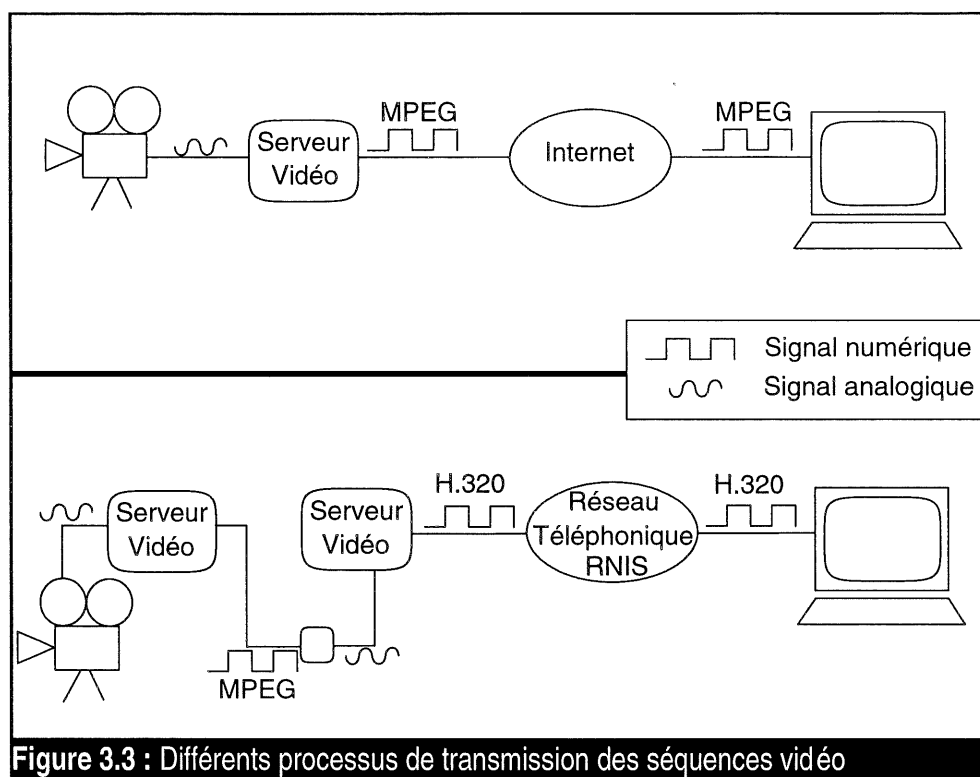 MPEG
MPEG
Serveur
Vidéo
Internet
Signal numérique
Signal analogique
H.320
H.320
Serveur
Vidéo
Serveur
Vidéo
Réseau
Téléphonique
RNIS
MPEG
Figure 3.3 : Différents processus de transmission des séquences vidéo